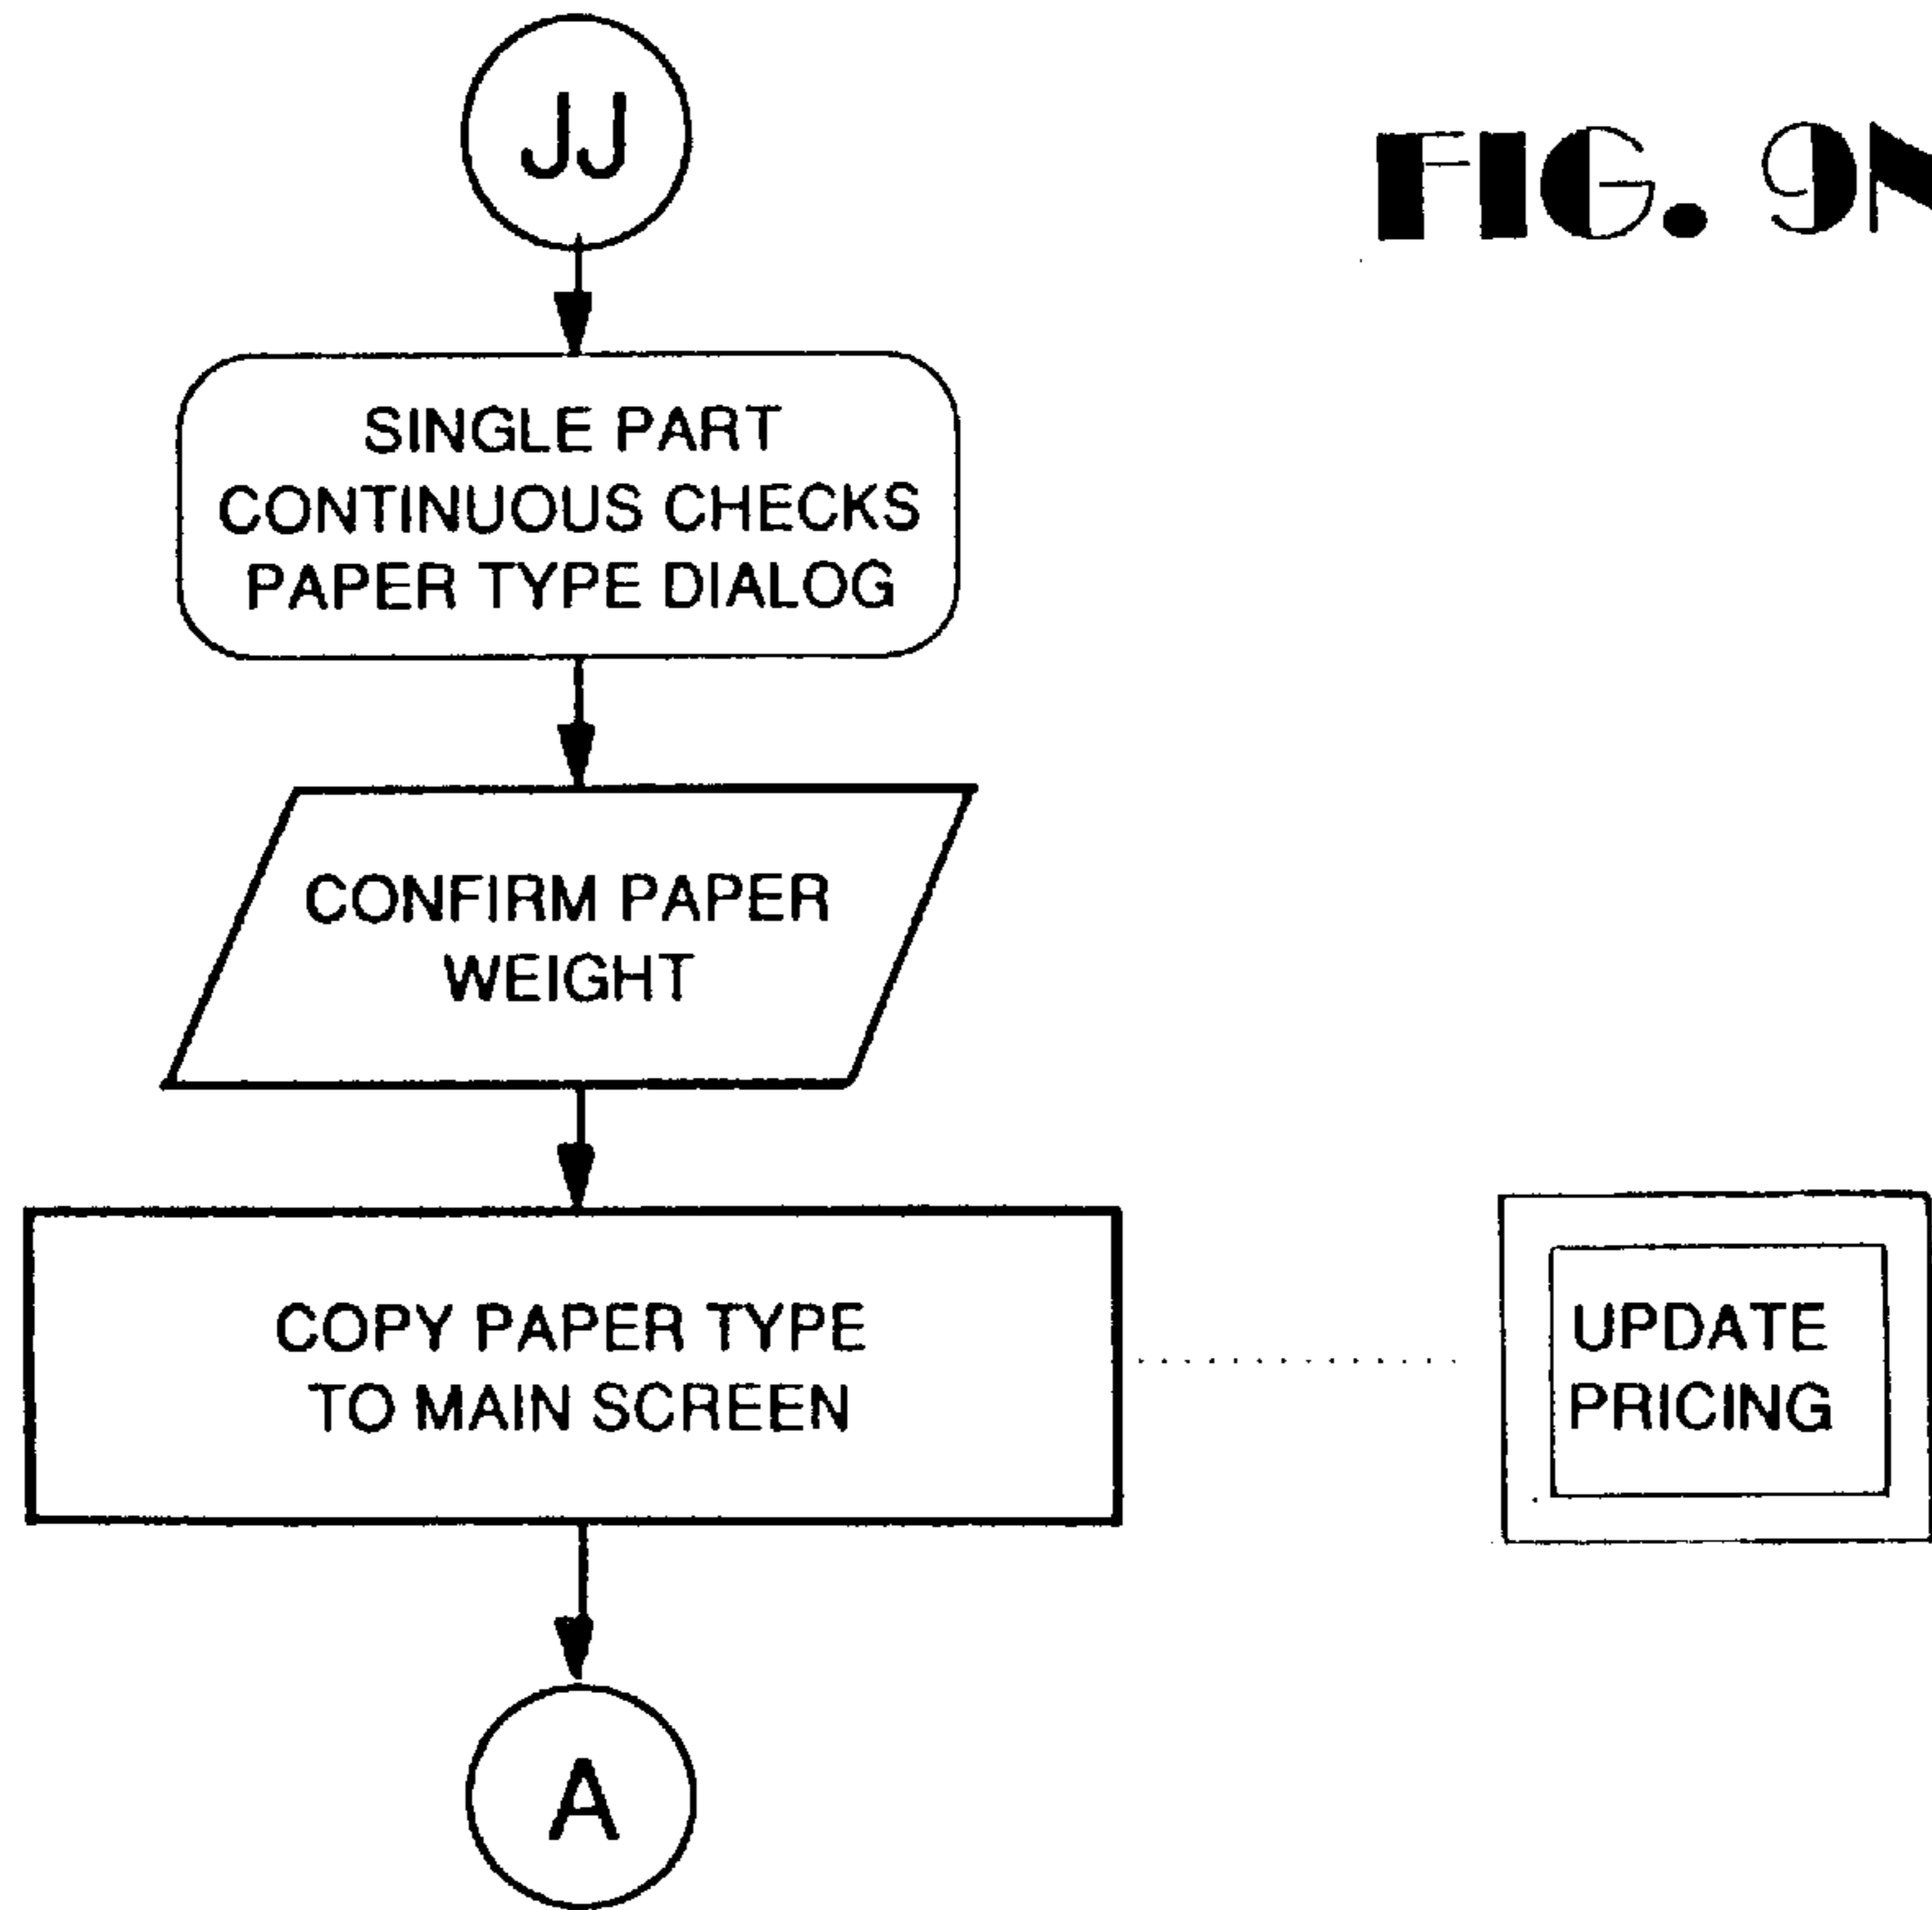 JJ
FIG. 9N
SINGLE PART
CONTINUOUS CHECKS
PAPER TYPE DIALOG
CONFIRM PAPER
WEIGHT
COPY PAPER TYPE
TO MAIN SCREEN
UPDATE
PRICING
A